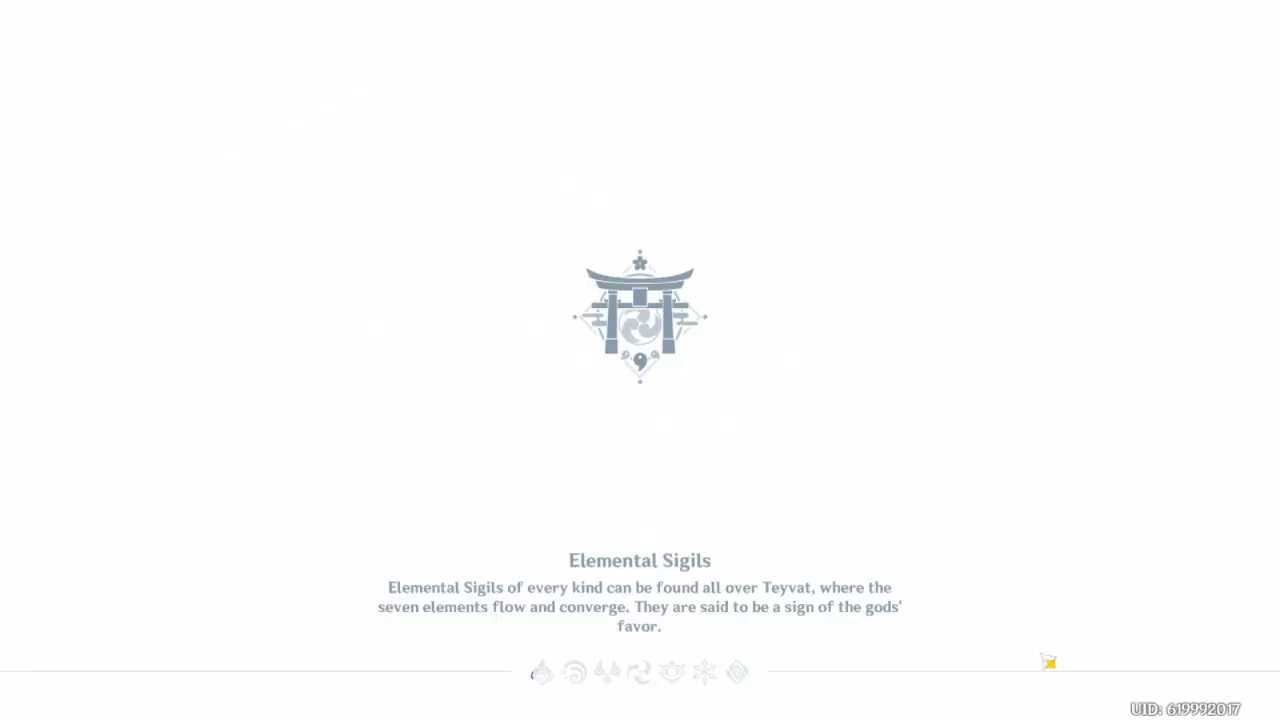 Elemental Sigils
Elemental Sigils of every kind can be found all over Teyvat, where the
seven elements flow and converge. They are said to be a sign of the gods'
favor.
UID: 619992017